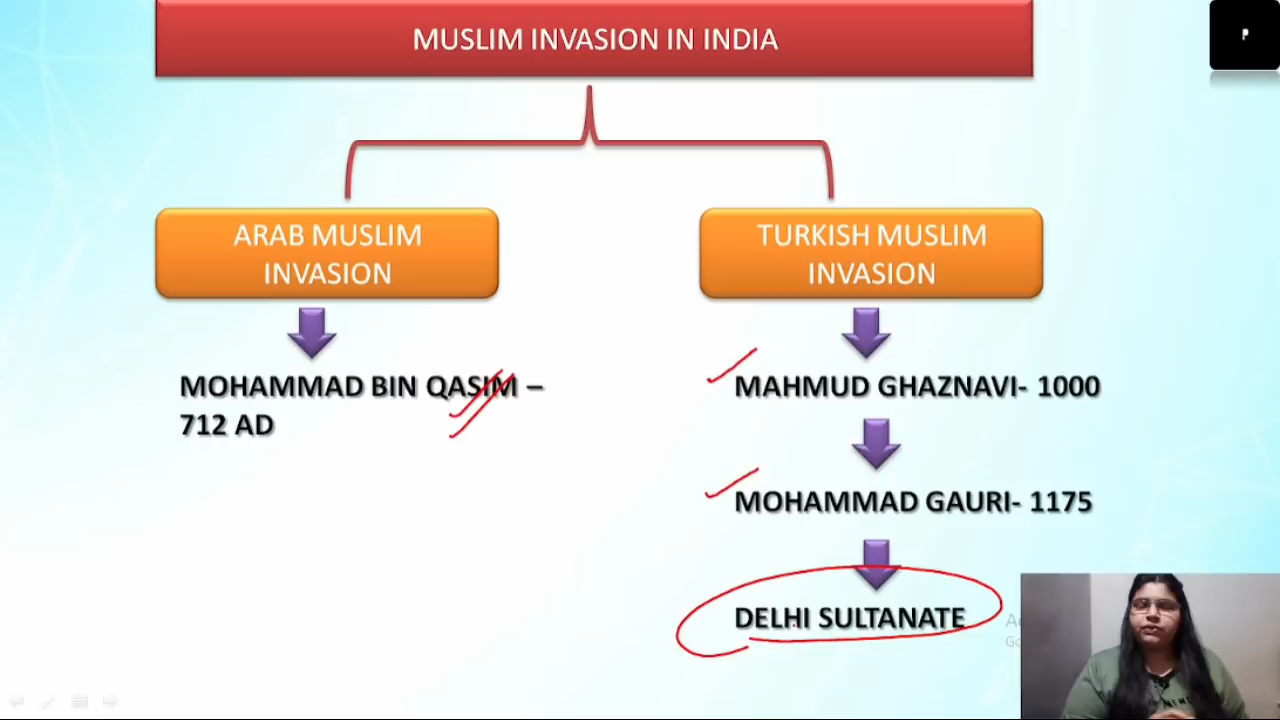 MUSLIM INVASION IN INDIA
ARAB MUSLIM
INVASION
MOHAMMAD BIN QASIM –
712 AD
TURKISH MUSLIM
INVASION
MAHMUD GHAZNAVI- 1000
MOHAMMAD GAURI- 1175
DELHI SULTANATE